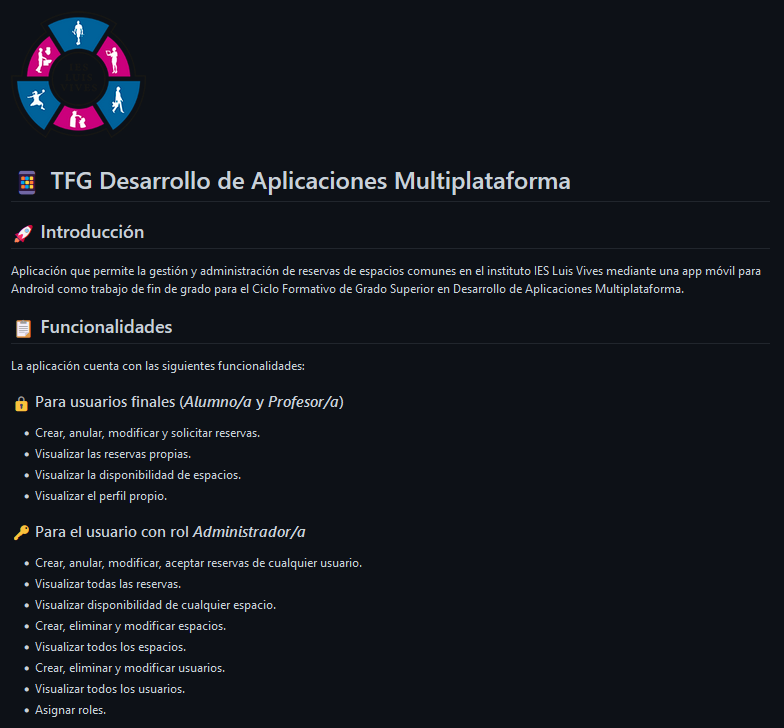 IES
LUIS
VIVES
TFG Desarrollo de Aplicaciones Multiplataforma
Introducción
Aplicación que permite la gestión y administración de reservas de espacios comunes en el instituto IES Luis Vives mediante una app móvil para
Android como trabajo de fin de grado para el Ciclo Formativo de Grado Superior en Desarrollo de Aplicaciones Multiplataforma.
Funcionalidades
La aplicación cuenta con las siguientes funcionalidades:
Para usuarios finales (Alumno/a y Profesor/a)
Crear, anular, modificar y solicitar reservas.
Visualizar las reservas propias.
Visualizar la disponibilidad de espacios.
Visualizar el perfil propio.
Para el usuario con rol Administrador/a
Crear, anular, modificar, aceptar reservas de cualquier usuario.
Visualizar todas las reservas.
Visualizar disponibilidad de cualquier espacio.
Crear, eliminar y modificar espacios.
Visualizar todos los espacios.
Crear, eliminar y modificar usuarios.
Visualizar todos los usuarios.
Asignar roles.